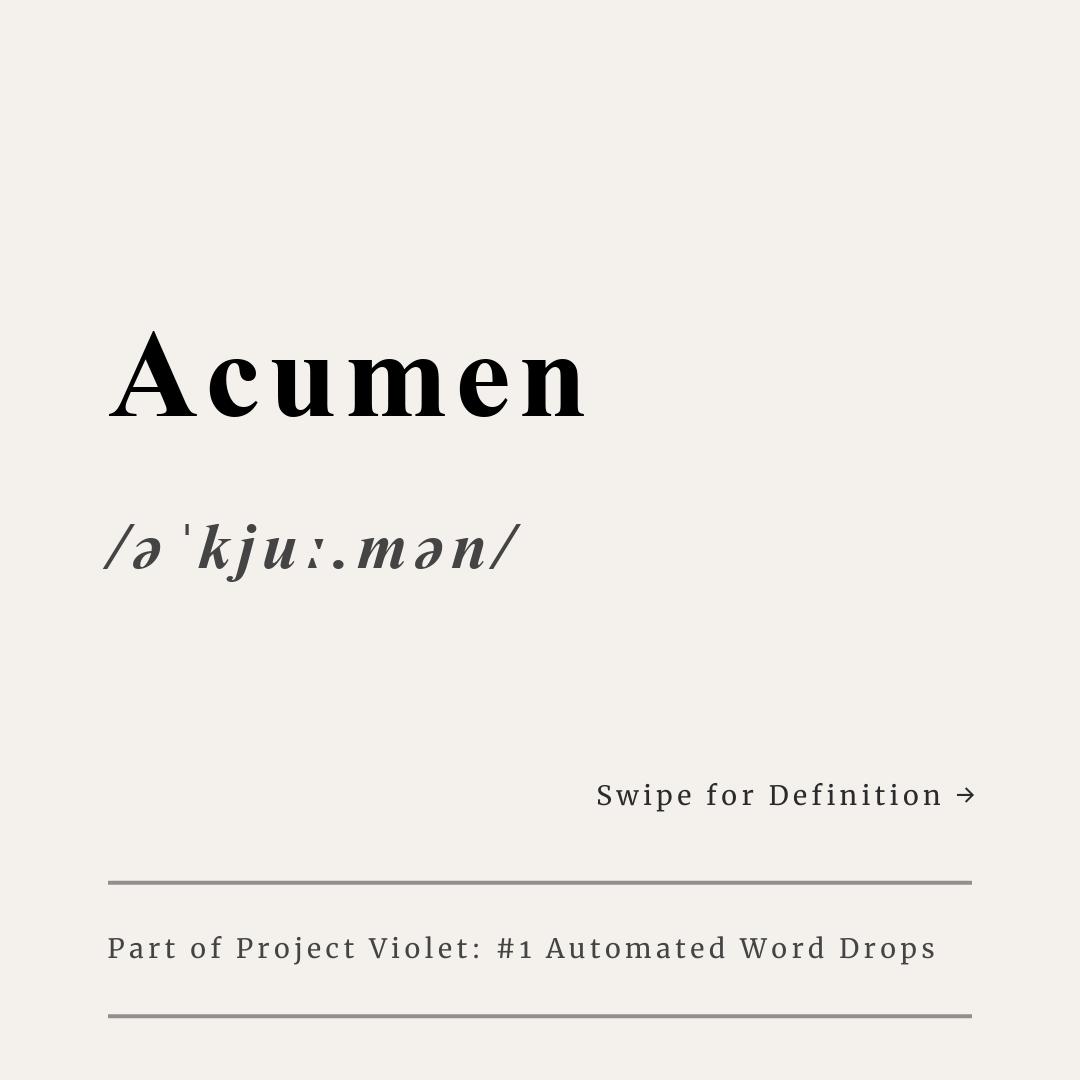 Acumen
/əˈkjuː.mən/
Swipe for Definition →
Part of Project Violet: #1 Automated Word Drops